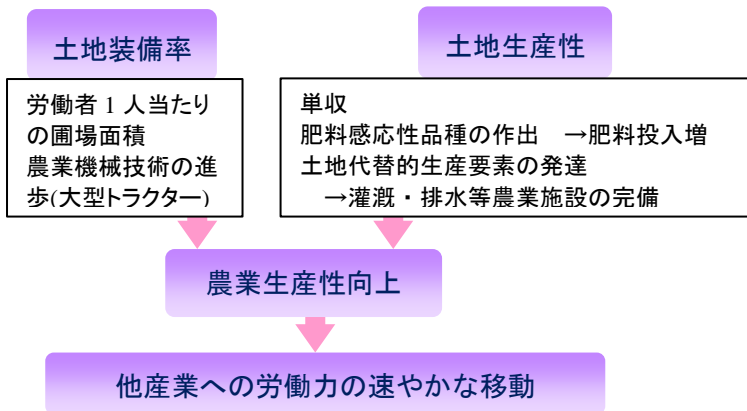 土地装備率
労働者 1 人当たり
の圃場面積
農業機械技術の進
歩(大型トラクター)
土地生産性
単収
肥料感応性品種の作出　→肥料投入増
土地代替的生産要素の発達
　→灌漑・排水等農業施設の完備
農業生産性向上
他産業への労働力の速やかな移動